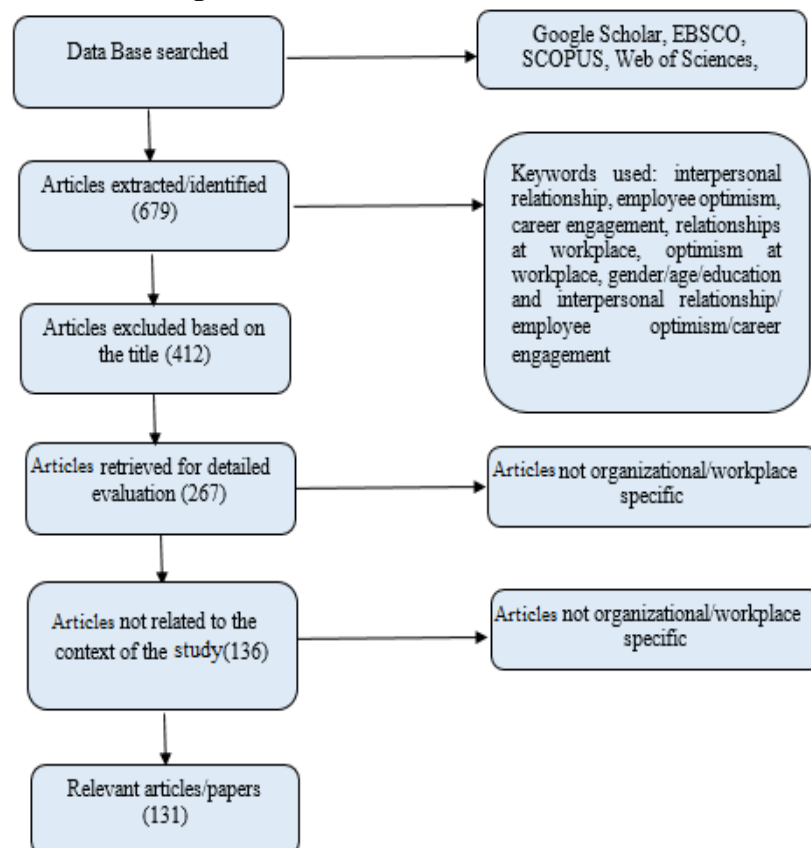 Data Base searched
Google Scholar, EBSCO,
SCOPUS, Web of Sciences,
Articles extracted/identified
(679)
Keywords used: interpersonal
relationship, employee optimism,
career engagement, relationships
at workplace, optimism at
workplace, gender/age/education
and interpersonal relationship/
employee optimism/career
engagement
Articles excluded based on
the title (412)
Articles retrieved for detailed
evaluation (267)
Articles not organizational/workplace
specific
Articles not related to the
context of the study(136)
Articles not organizational/workplace
specific
Relevant articles/papers
(131)